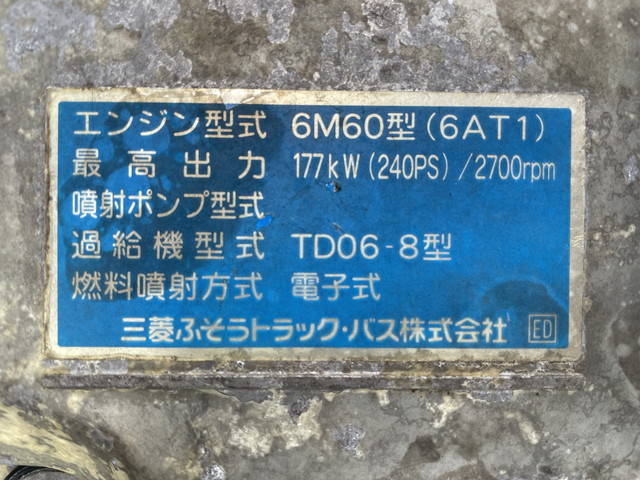 エンジン型式 6M60型(6AT1)
最高出力 177kW(240PS)/2700rpm
噴射ポンプ型式
過給機型式 TD06-8型
燃料噴射方式 電子式
三菱ふそうトラック・バス株式会社 ED